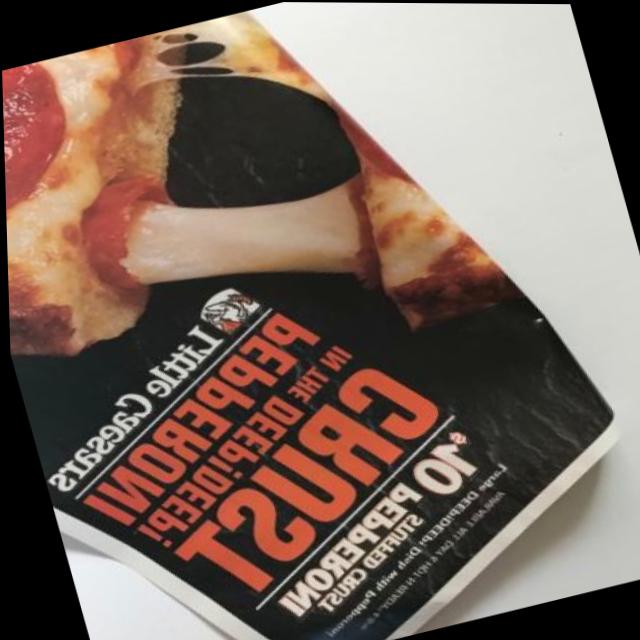 Little Caesars
PEPPERONI
IN THE DEEP!DEEP!
CRUST
$10 PEPPERONI
STUFFED CRUST
Large DEEP!DEEP! Dish with Pepperoni